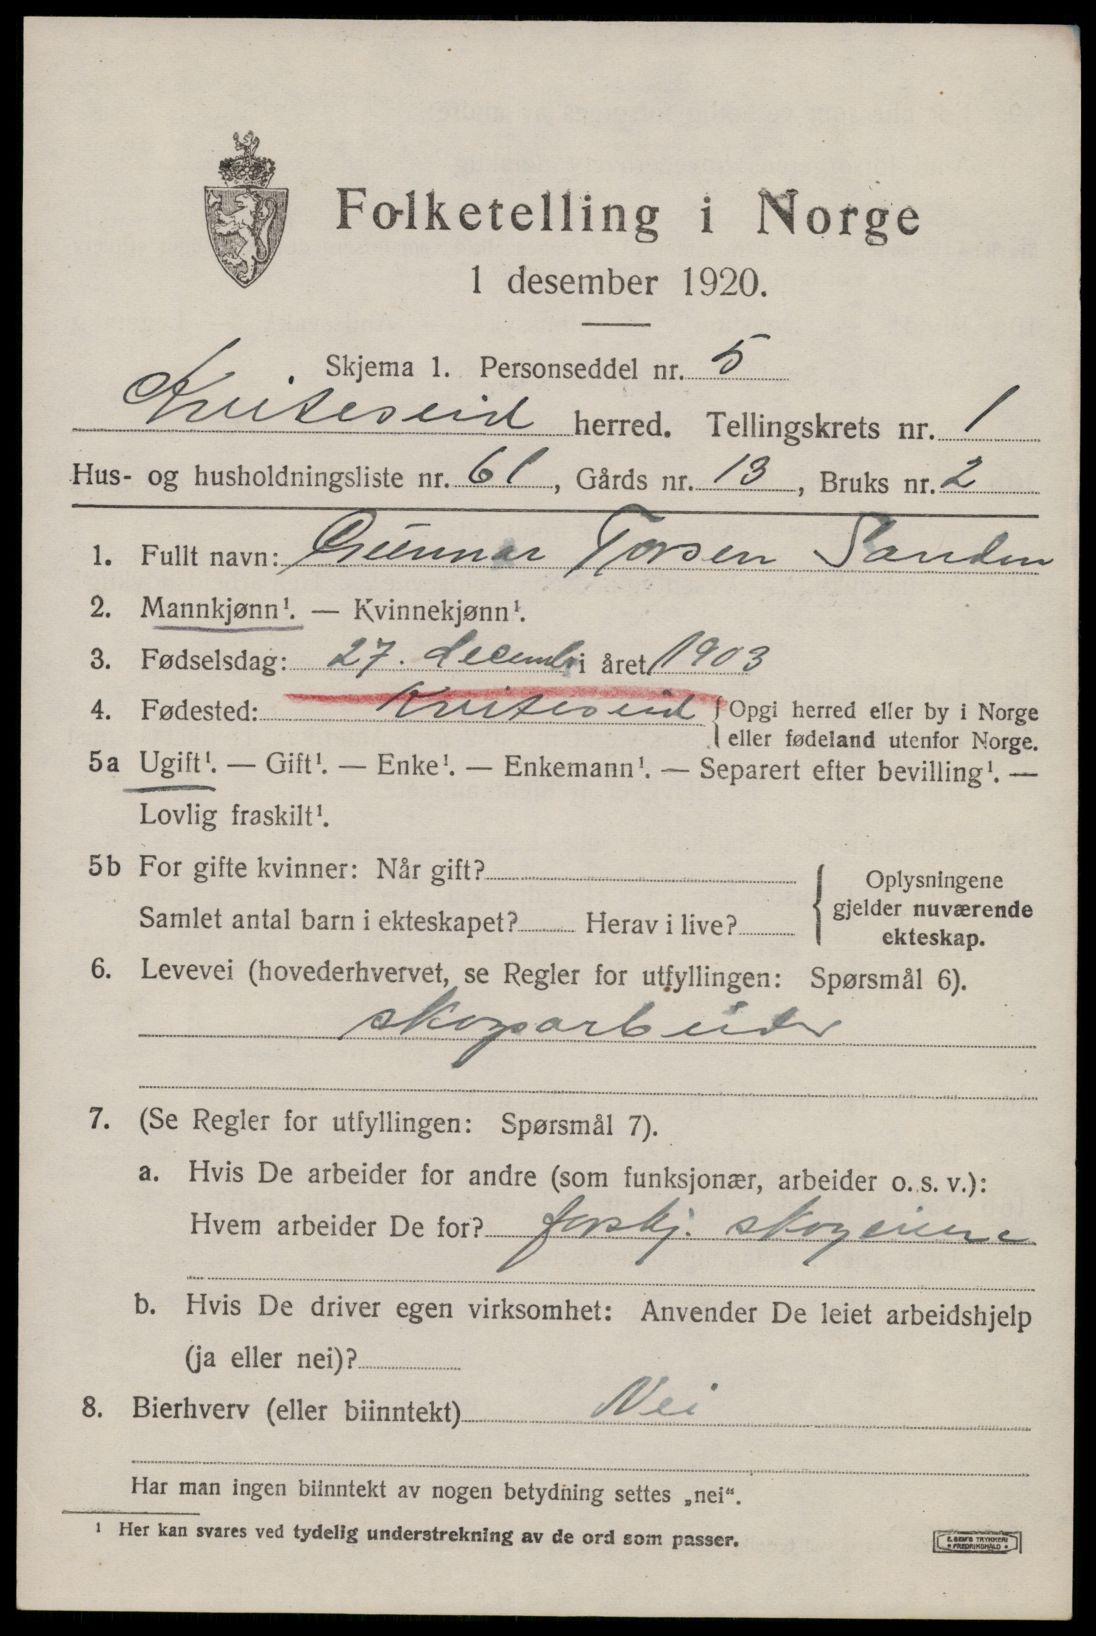 Folketelling i Norge
1 desember 1920.
Skjema 1. Personseddel nr. 5
Kviteseid herred. Tellingskrets nr. 1
Hus- og husholdningsliste nr. 61, Gårds nr. 13, Bruks nr. 2
1. Fullt navn: Gunnar Torsen Sanden
2. Mannkjønn¹. — Kvinnekjønn¹.
3. Fødselsdag: 27. decemb i året 1903
4. Fødested: Kviteseid { Opgi herred eller by i Norge
eller fødeland utenfor Norge.
5a Ugift¹. — Gift¹. — Enke¹. — Enkemann¹. — Separert efter bevilling¹. —
Lovlig fraskilt¹.
5b For gifte kvinner: Når gift?
Samlet antal barn i ekteskapet? Herav i live?
{ Oplysningene
gjelder nuværende
ekteskap.
6. Levevei (hovederhvervet, se Regler for utfyllingen: Spørsmål 6).
skogsarbeider
7. (Se Regler for utfyllingen: Spørsmål 7).
a. Hvis De arbeider for andre (som funksjonær, arbeider o. s. v.):
Hvem arbeider De for? forskj. skogeiere
b. Hvis De driver egen virksomhet: Anvender De leiet arbeidshjelp
(ja eller nei)?
8. Bierhverv (eller biinntekt) Nei
Har man ingen biinntekt av nogen betydning settes „nei“.
¹ Her kan svares ved tydelig understrekning av de ord som passer.
E. SEM'S TRYKKERI
• FREDRIKSHALD •